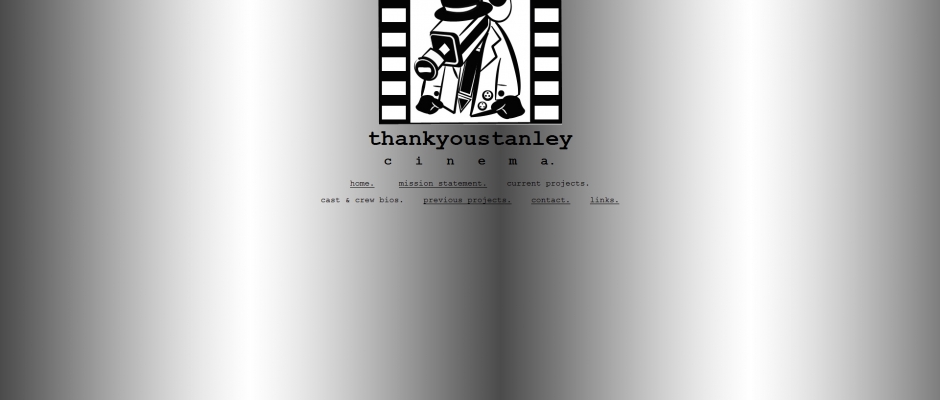 thankyoustanley
c i n e m a.
home. mission statement. current projects.
cast & crew bios. previous projects. contact. links.